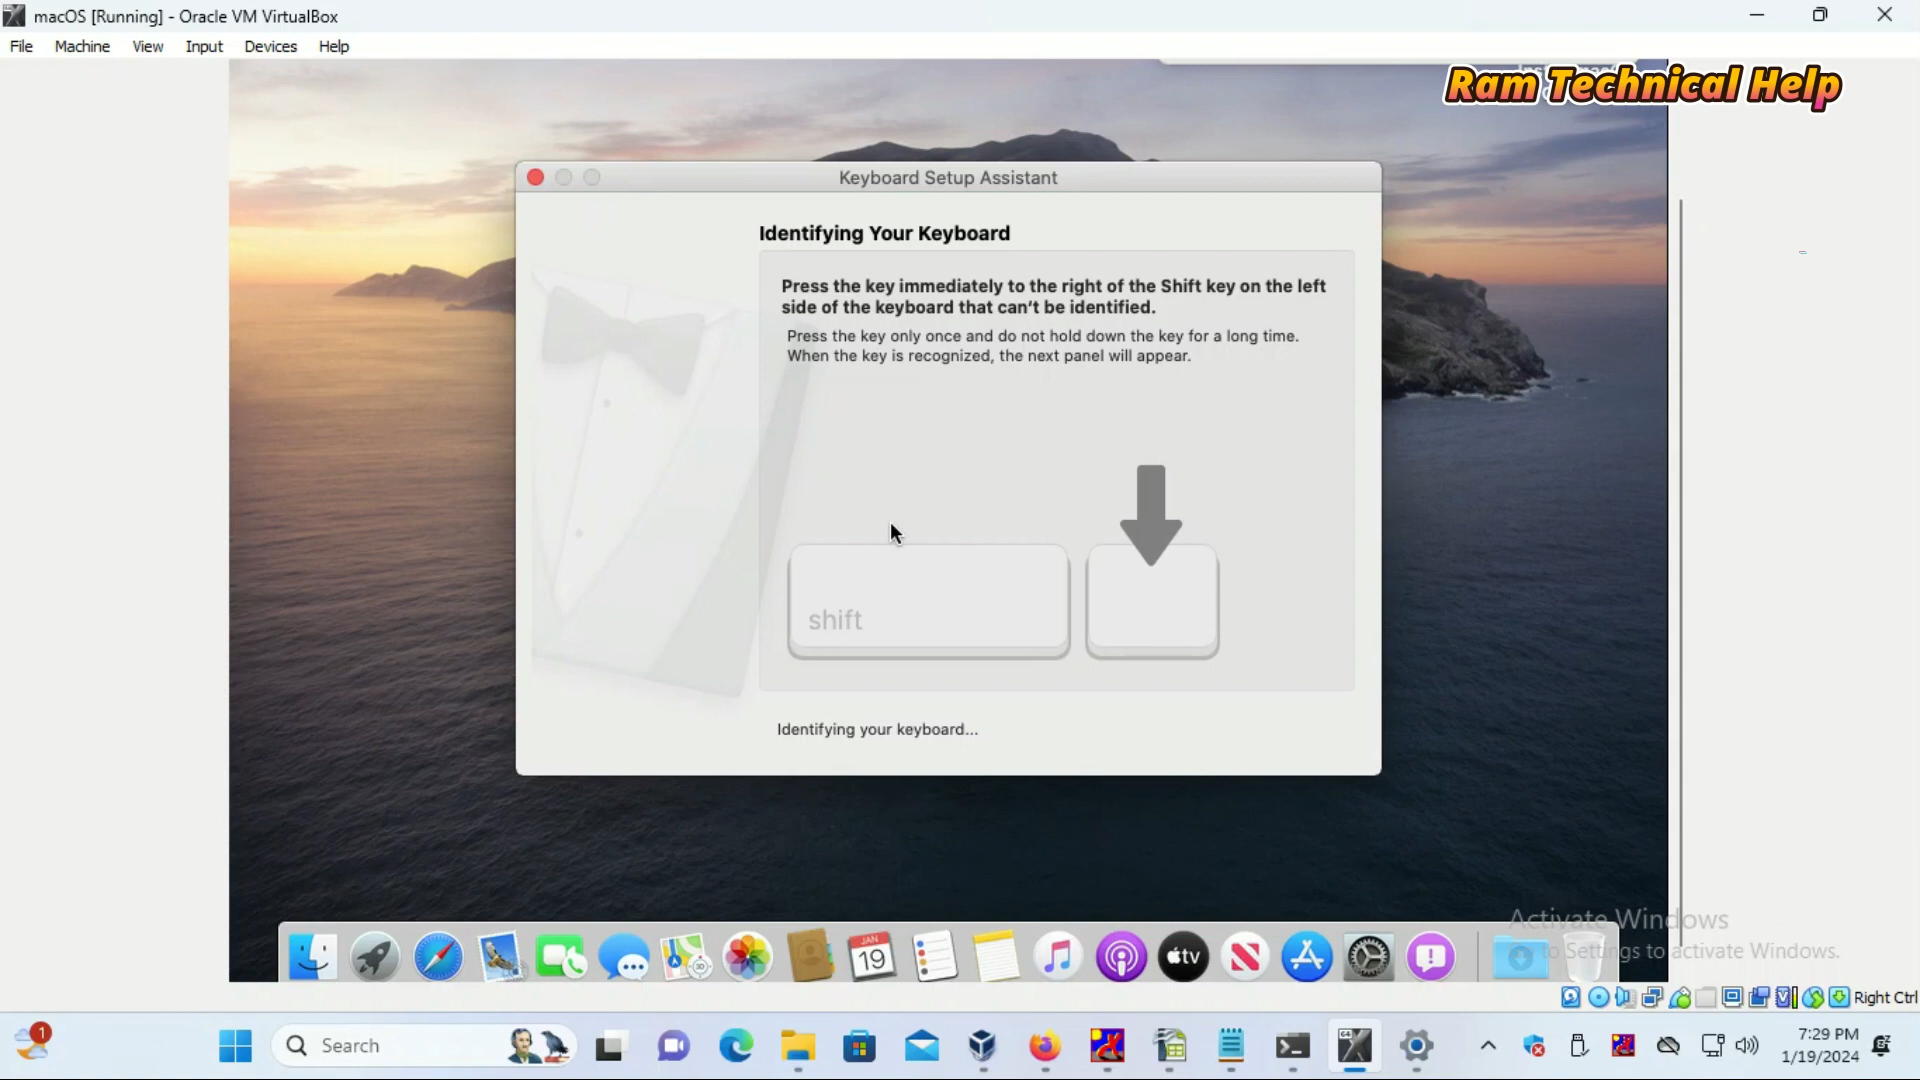 macOS [Running] - Oracle VM VirtualBox
File Machine View Input Devices Help
Ram Technical Help
Keyboard Setup Assistant
Identifying Your Keyboard
Press the key immediately to the right of the Shift key on the left
side of the keyboard that can't be identified.
Press the key only once and do not hold down the key for a long time.
When the key is recognized, the next panel will appear.
shift
Identifying your keyboard...
Activate Windows
to Settings to activate Windows.
JAN
19
tv
3D
Right Ctrl
1
Search
64
7:29 PM
1/19/2024